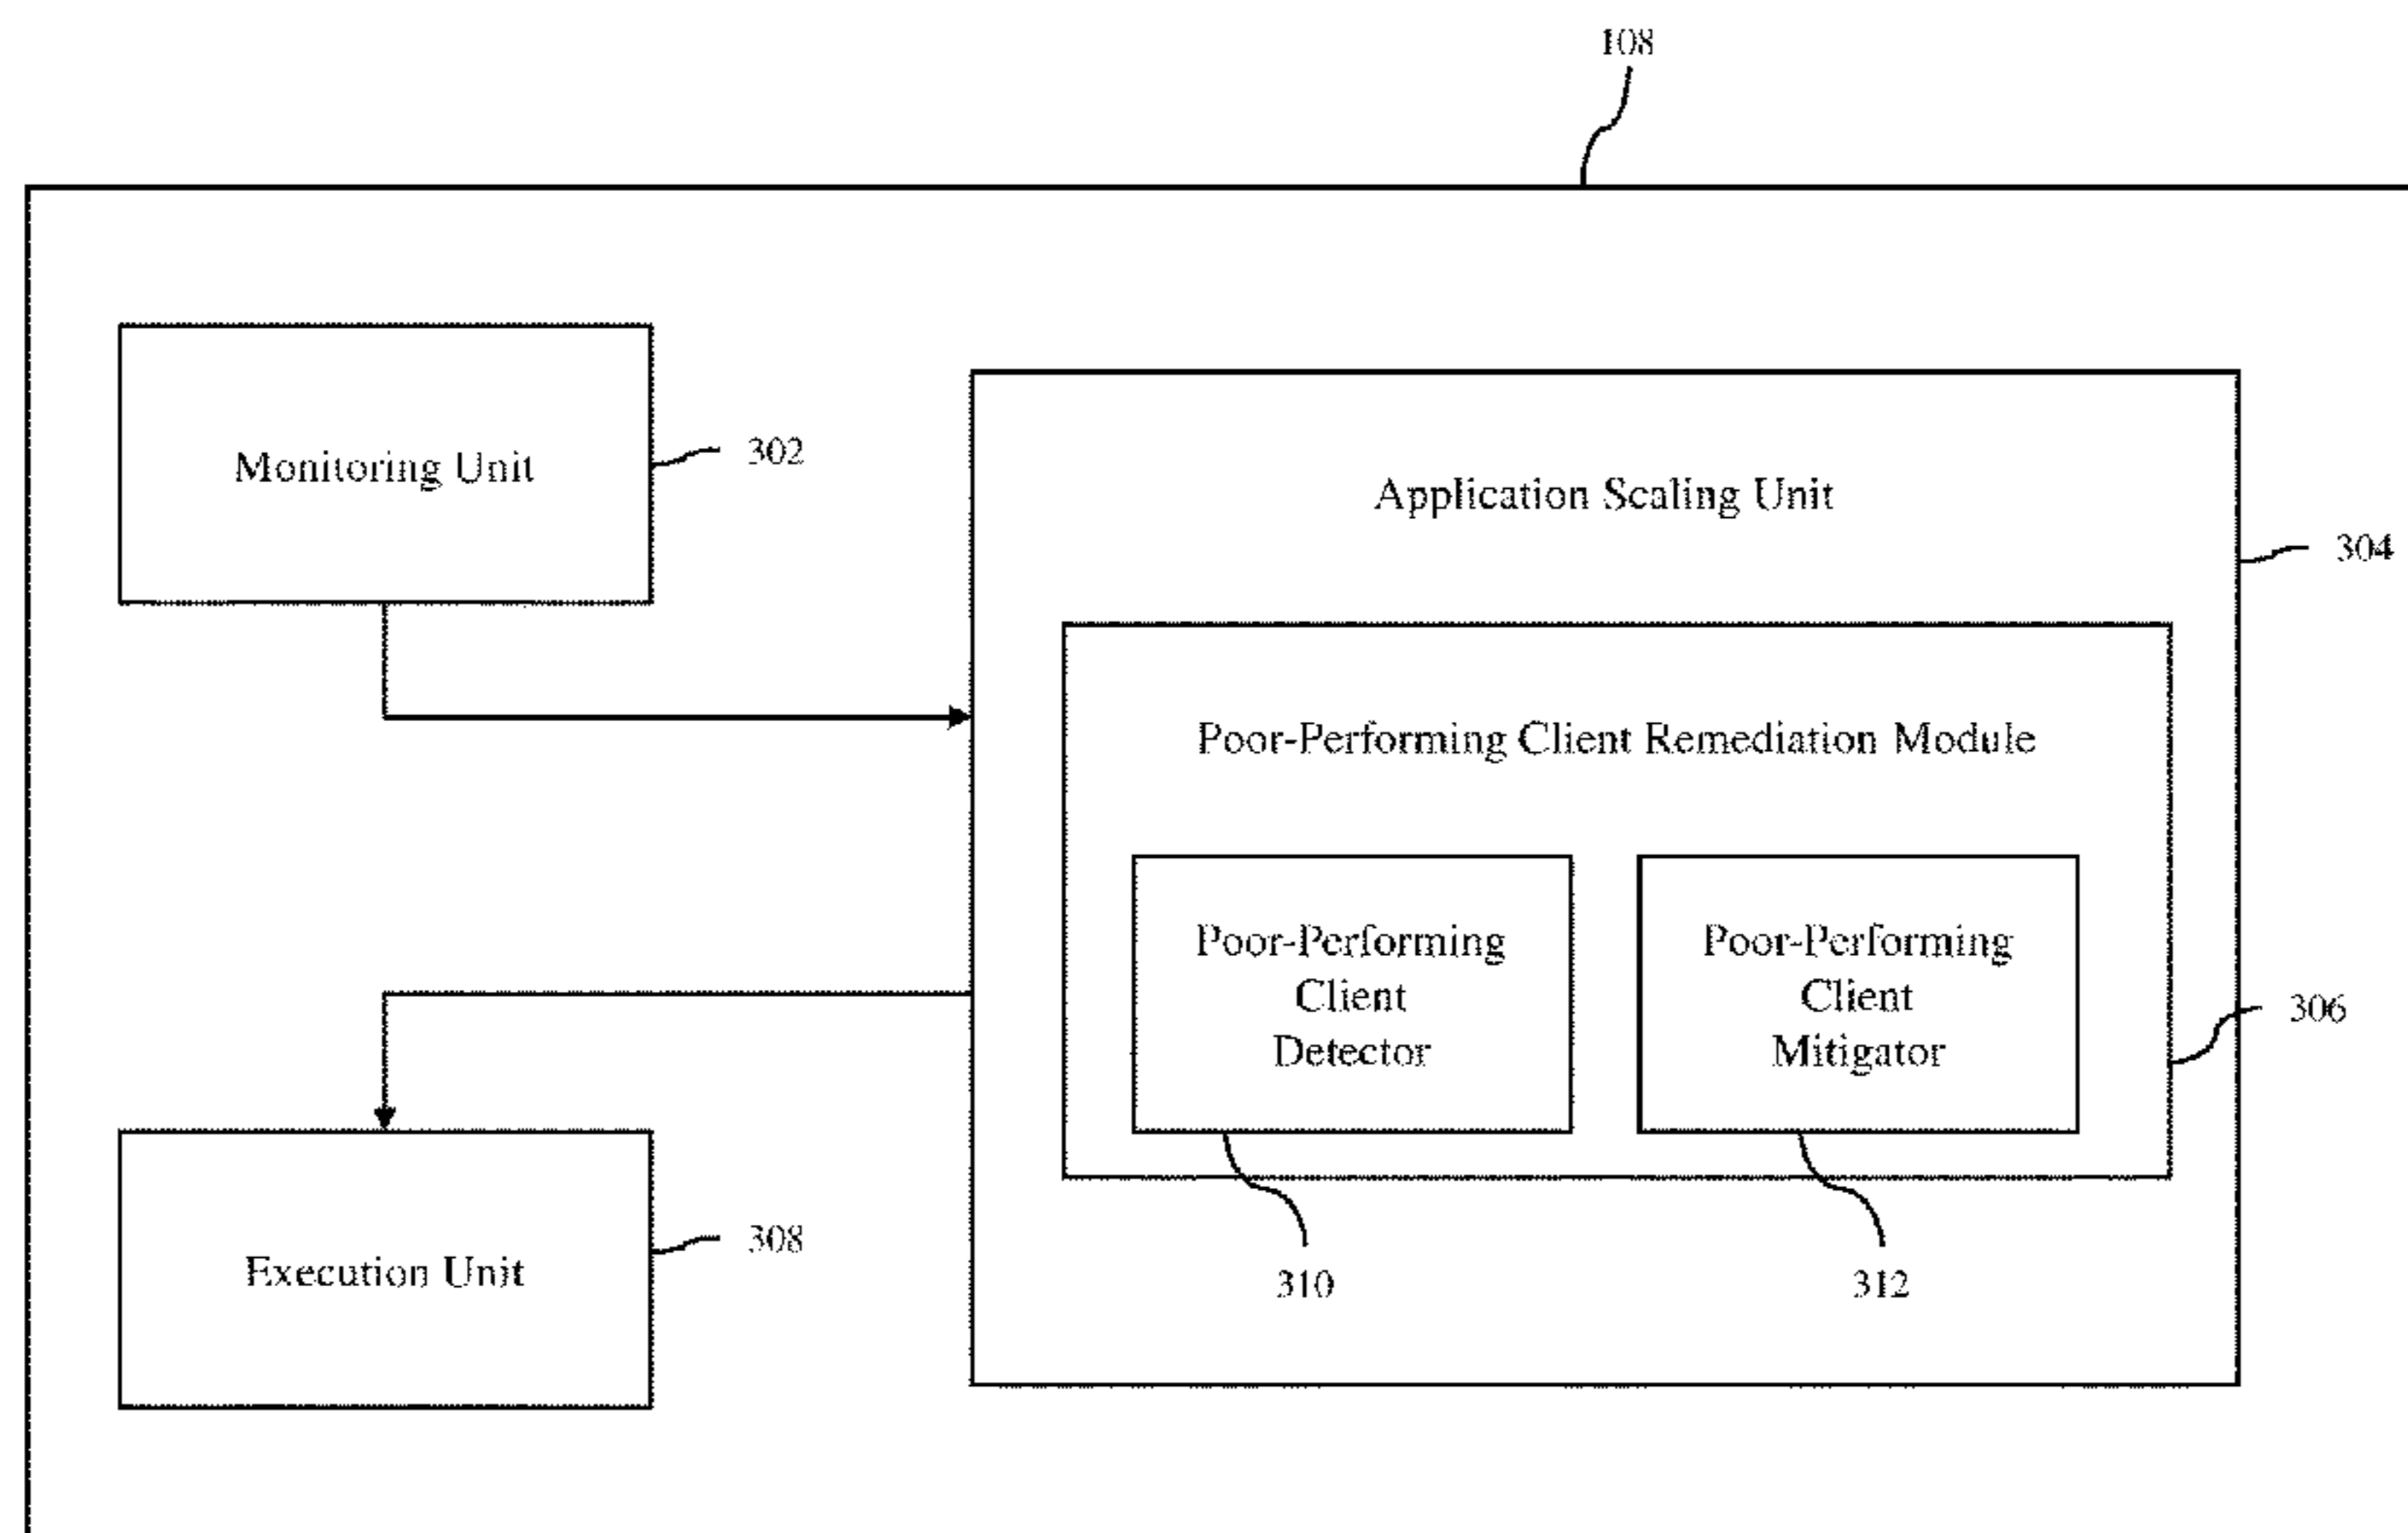 108
Monitoring Unit
302
Application Scaling Unit
304
Poor-Performing Client Remediation Module
Poor-Performing
Client
Detector
Poor-Performing
Client
Mitigator
306
Execution Unit
308
310
312